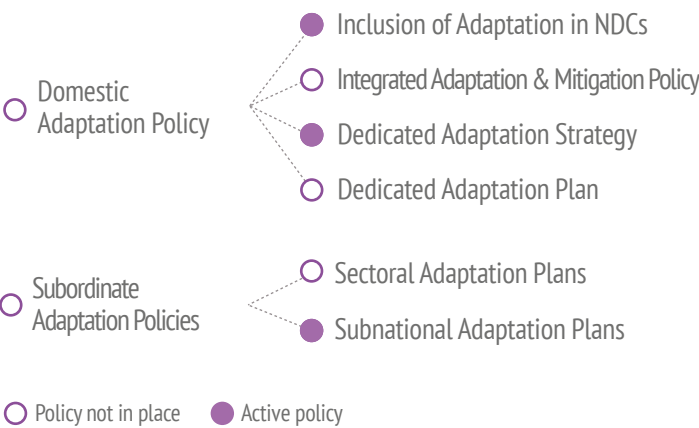 Inclusion of Adaptation in NDCs
Integrated Adaptation & Mitigation Policy
Domestic
Adaptation Policy
Dedicated Adaptation Strategy
Dedicated Adaptation Plan
Sectoral Adaptation Plans
Subordinate
Adaptation Policies
Subnational Adaptation Plans
Policy not in place
Active policy